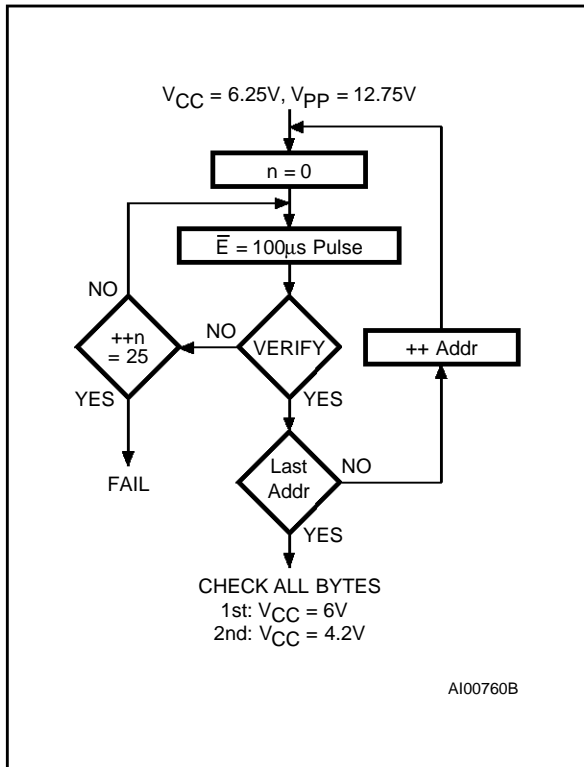 VCC = 6.25V, VPP = 12.75V
n = 0
E̅ = 100µs Pulse
NO
++n
= 25
NO
VERIFY
++ Addr
YES
YES
FAIL
Last
Addr
NO
YES
CHECK ALL BYTES
1st: VCC = 6V
2nd: VCC = 4.2V
AI00760B